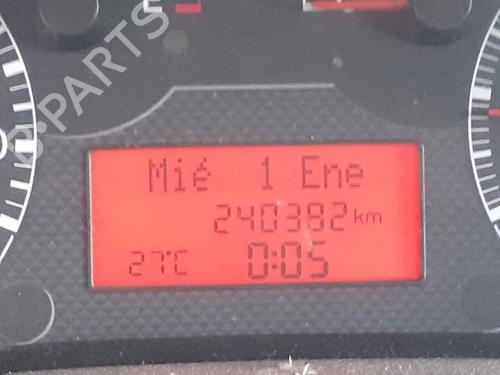 E
B-PARTS
Mié 1 Ene
240382 km
27°C 0:05